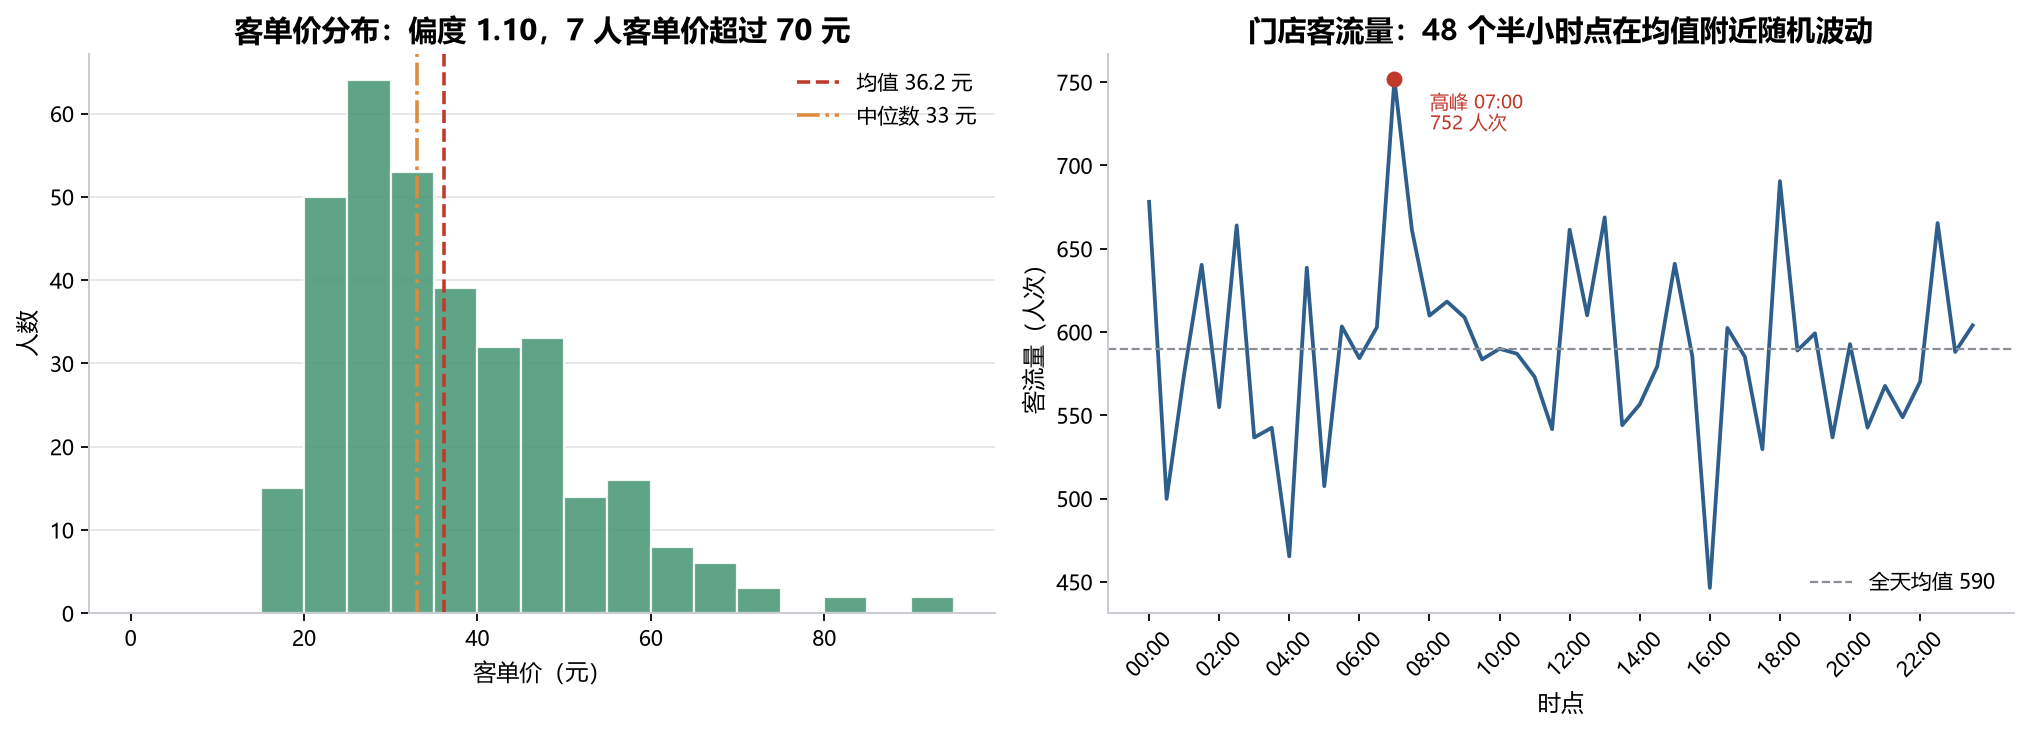 客单价分布：偏度 1.10，7 人客单价超过 70 元
均值 36.2 元
中位数 33 元
人数
60
50
40
30
20
10
0
0 20 40 60 80
客单价（元）
门店客流量：48 个半小时点在均值附近随机波动
高峰 07:00
752 人次
客流量（人次）
750
700
650
600
550
500
450
全天均值 590
00:00 02:00 04:00 06:00 08:00 10:00 12:00 14:00 16:00 18:00 20:00 22:00
时点